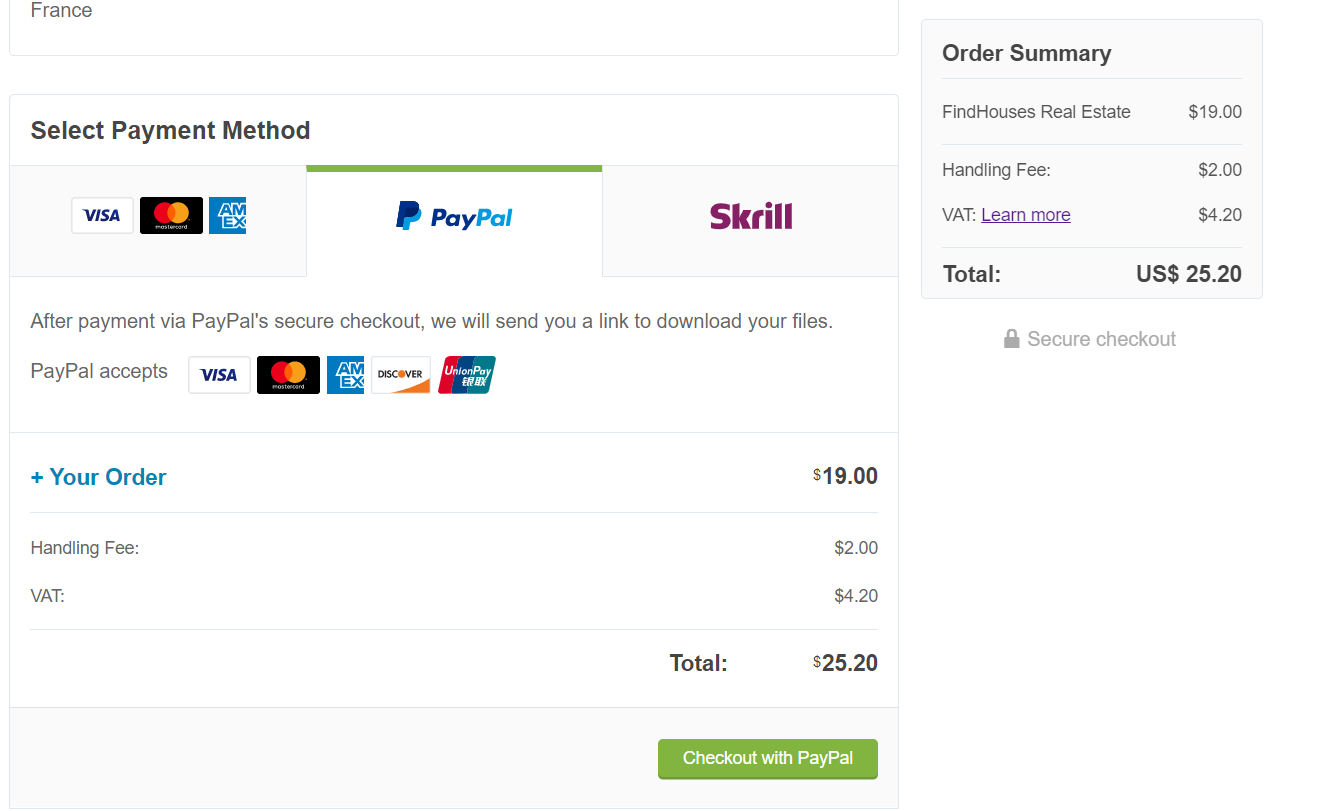 France
Select Payment Method
VISA
mastercard
AM
EX
PayPal
Skrill
After payment via PayPal's secure checkout, we will send you a link to download your files.
PayPal accepts
VISA
mastercard
AM
EX
DISCOVER
UnionPay
银联
+ Your Order
$19.00
Handling Fee:
$2.00
VAT:
$4.20
Total:
$25.20
Checkout with PayPal
Order Summary
FindHouses Real Estate
$19.00
Handling Fee:
$2.00
VAT: Learn more
$4.20
Total:
US$ 25.20
Secure checkout